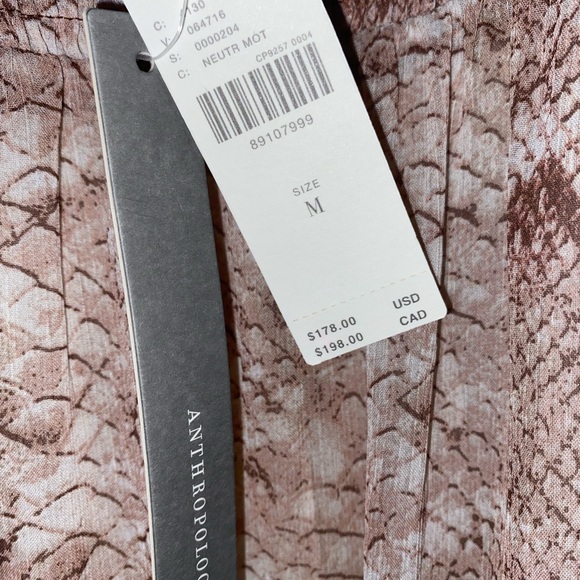 C: 130
V: 064716
S: 0000204
C: NEUTR MOT
CP9257 0004
89107999
SIZE
M
$178.00 USD
$198.00 CAD
ANTHROPOLOG